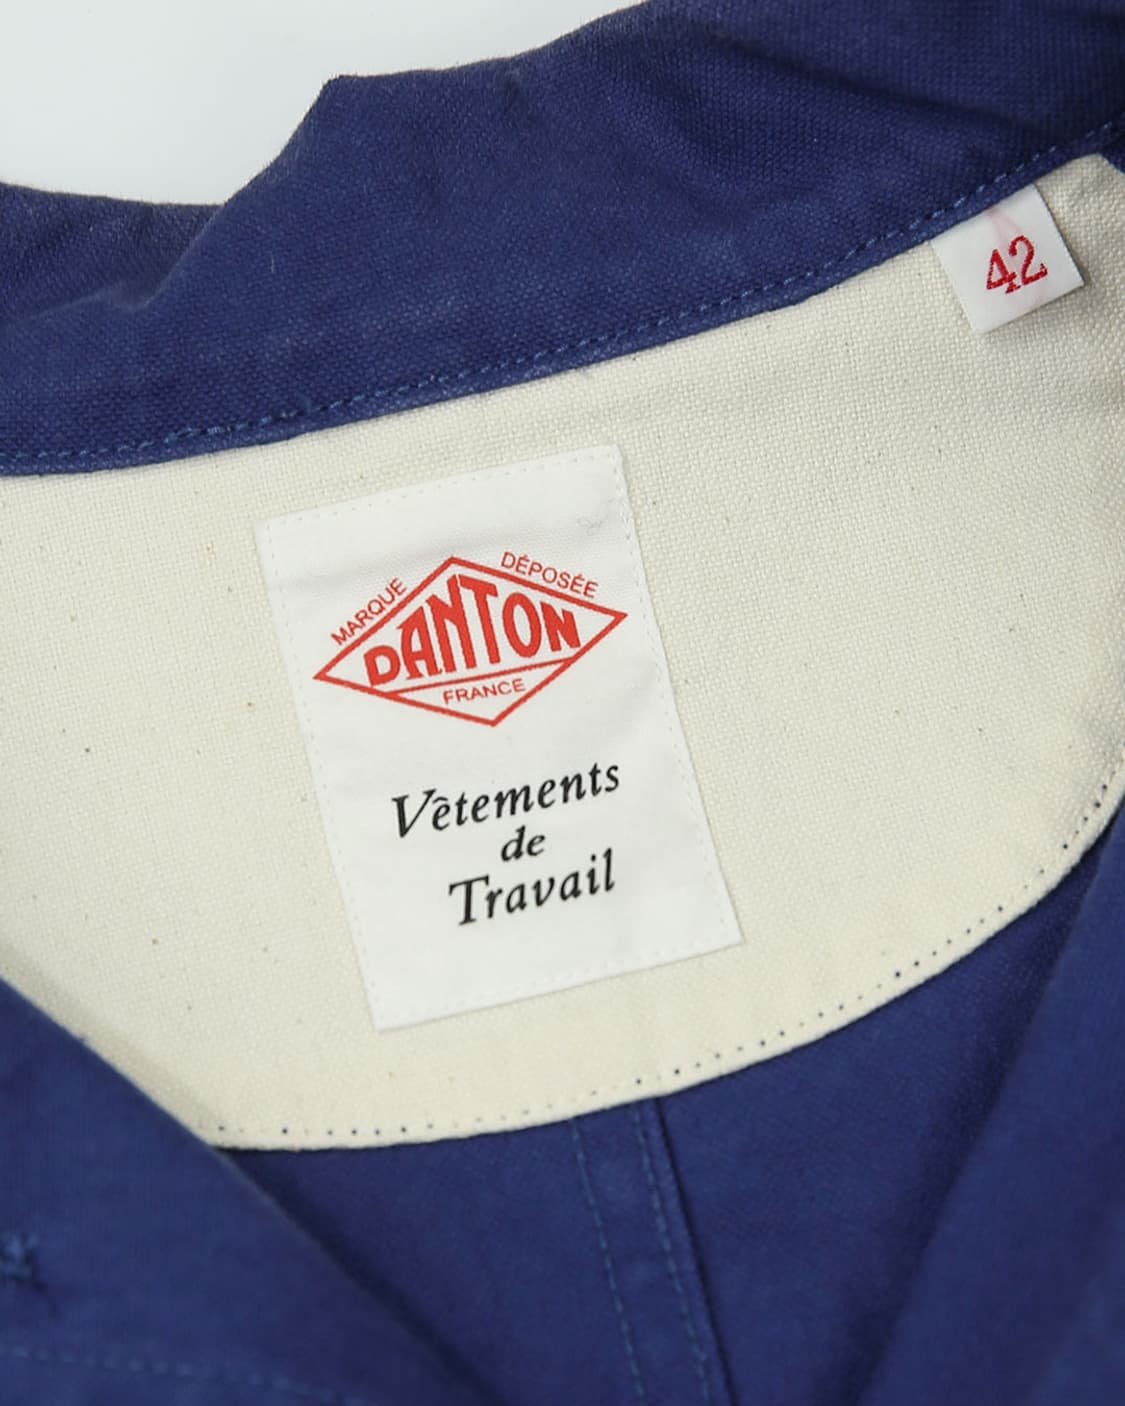 42
MARQUE DÉPOSÉE
DANTON
FRANCE
Vêtements
de
Travail